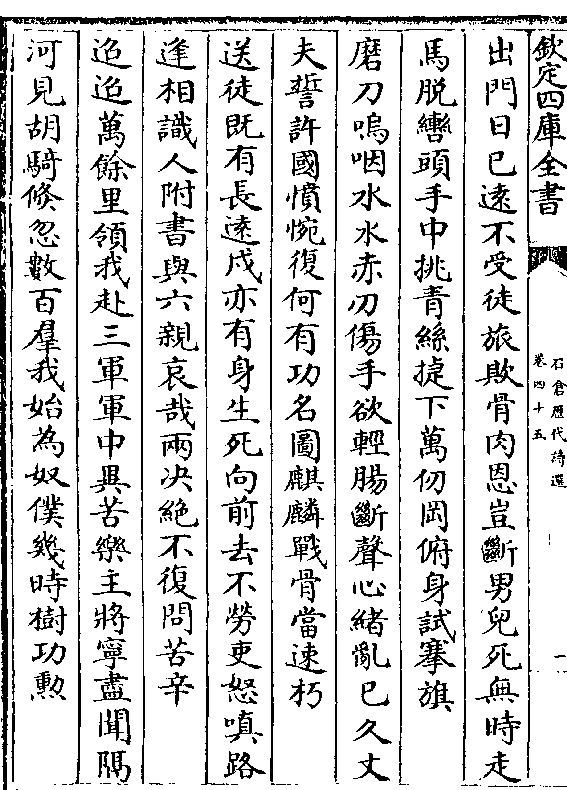 欽定四庫全書
石倉歷代詩選
卷四十五
一
出門日已遠不受徒旅欺骨肉恩豈斷男兒死無時走
馬脫轡頭手中挑青絲㨗下萬仞岡俯身試搴旗
磨刀嗚咽水水赤刃傷手欲輕腸斷聲心緒亂已久丈
夫誓許國憤惋復何有功名圖麒麟戰骨當速朽
送徒既有長遠戍亦有身生死向前去不勞吏怒嗔路
逢相識人附書與六親哀哉兩决絶不復問苦辛
迢迢萬餘里領我赴三軍軍中異苦樂主將寧盡聞隔
河見胡騎倐忽數百羣我始為奴僕幾時樹功勲